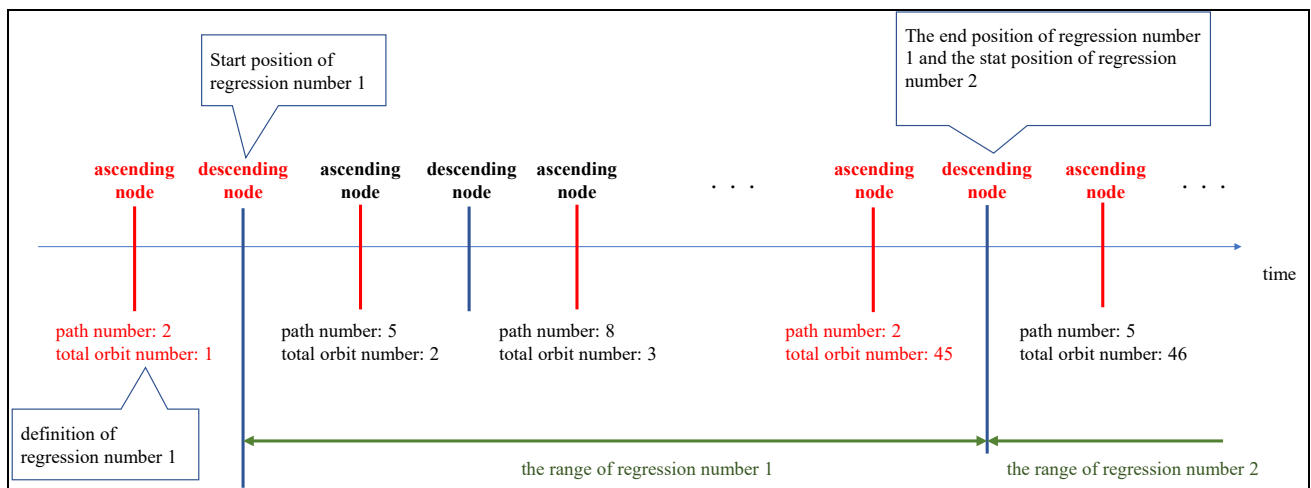 Start position of
regression number 1
The end position of regression number
1 and the stat position of regression
number 2
ascending
node
descending
node
ascending
node
descending
node
ascending
node
. . .
ascending
node
descending
node
ascending
node
. . .
time
path number: 2
total orbit number: 1
path number: 5
total orbit number: 2
path number: 8
total orbit number: 3
path number: 2
total orbit number: 45
path number: 5
total orbit number: 46
definition of
regression number 1
the range of regression number 1
the range of regression number 2